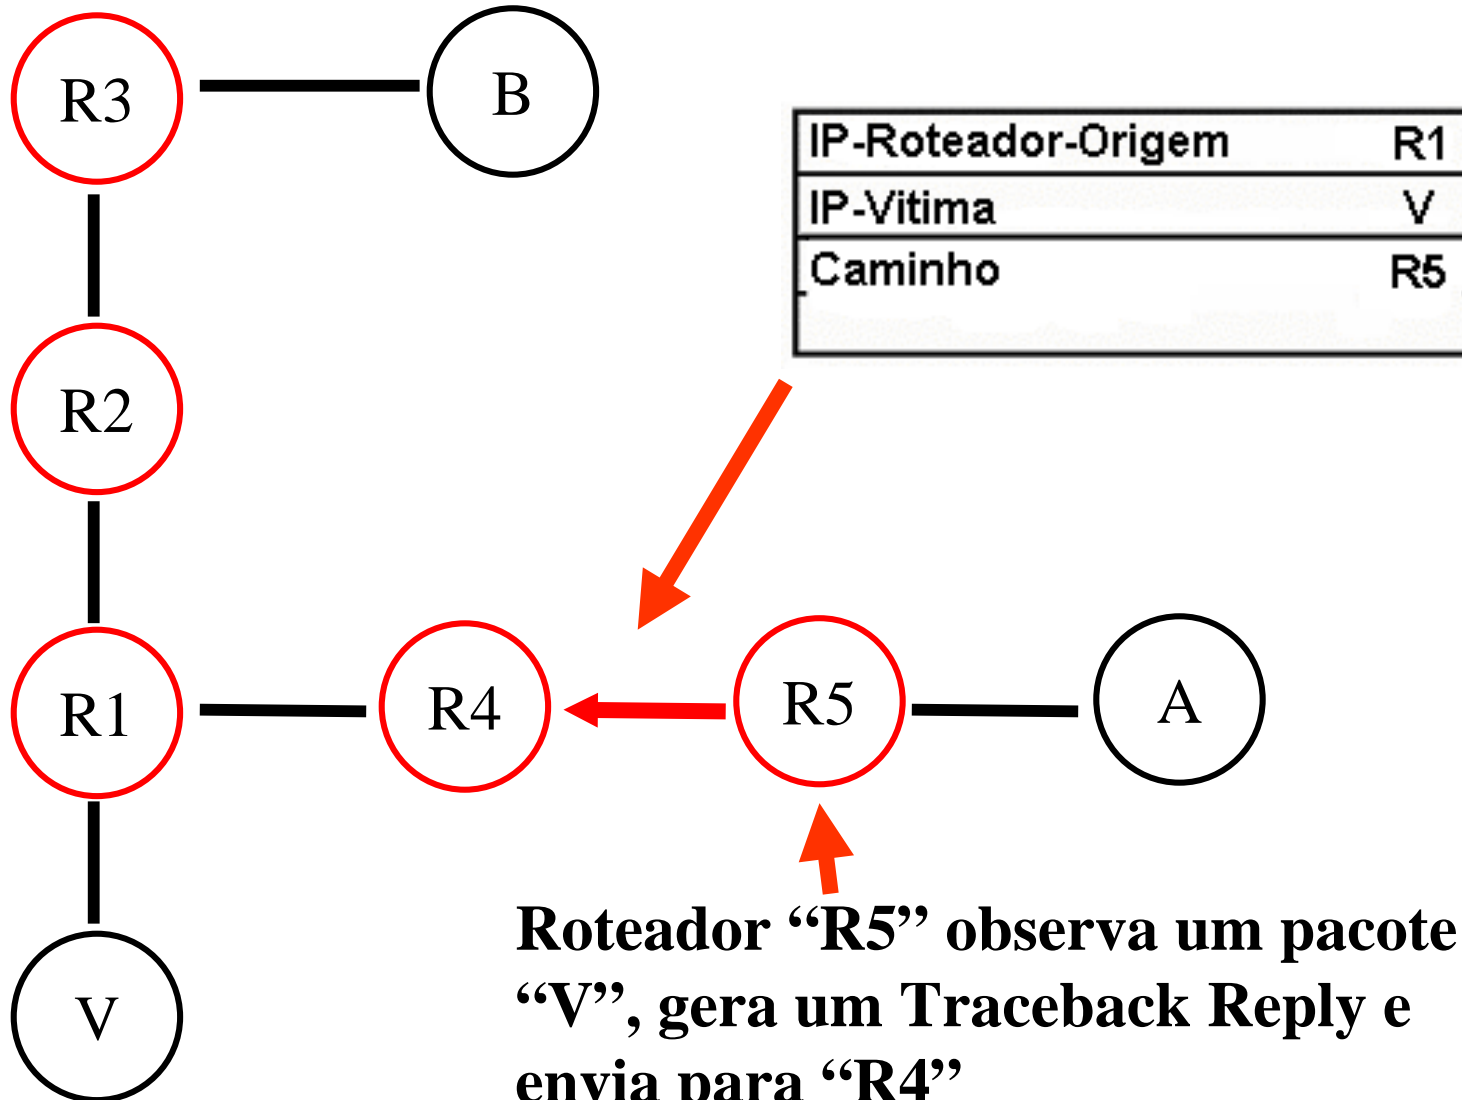 R3
B
IP-Roteador-Origem R1
IP-Vitima V
Caminho R5
R2
R1
R4
R5
A
V
Roteador “R5” observa um pacote
“V”, gera um Traceback Reply e
envia para “R4”